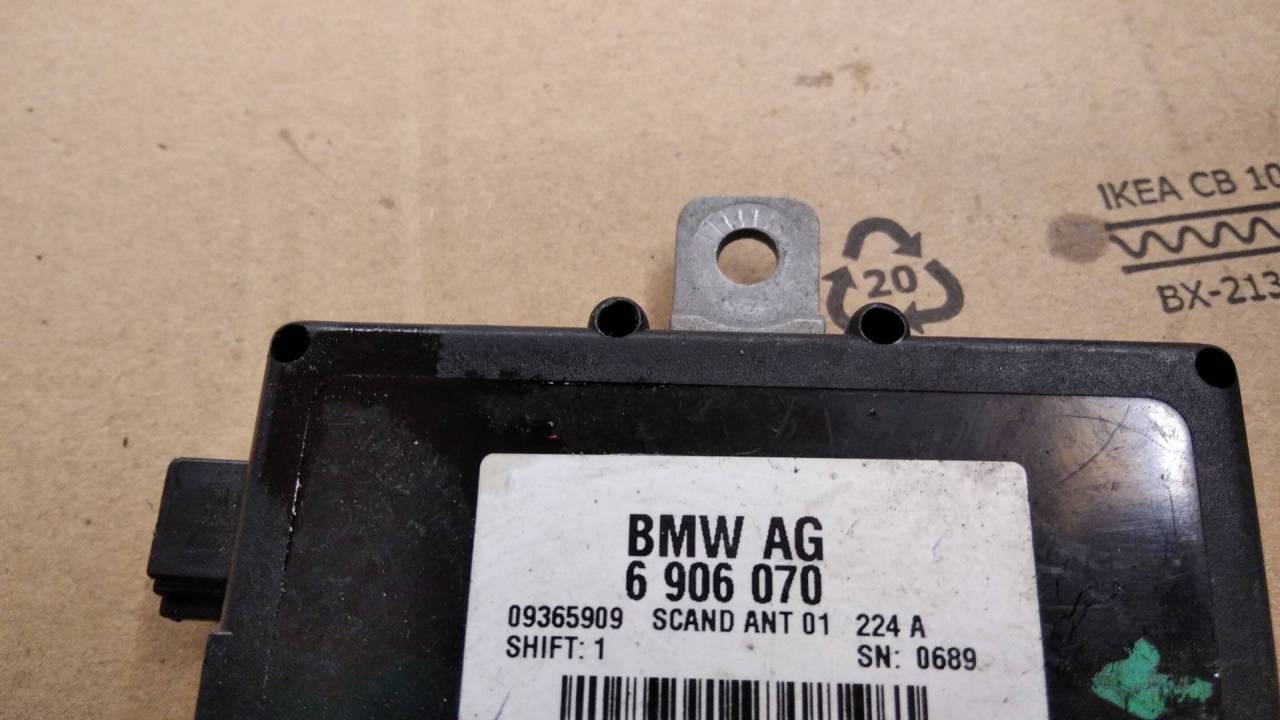 IKEA CB 10
20
BX-213
BMW AG
6 906 070
09365909 SCAND ANT 01 224 A
SHIFT: 1 SN: 0689